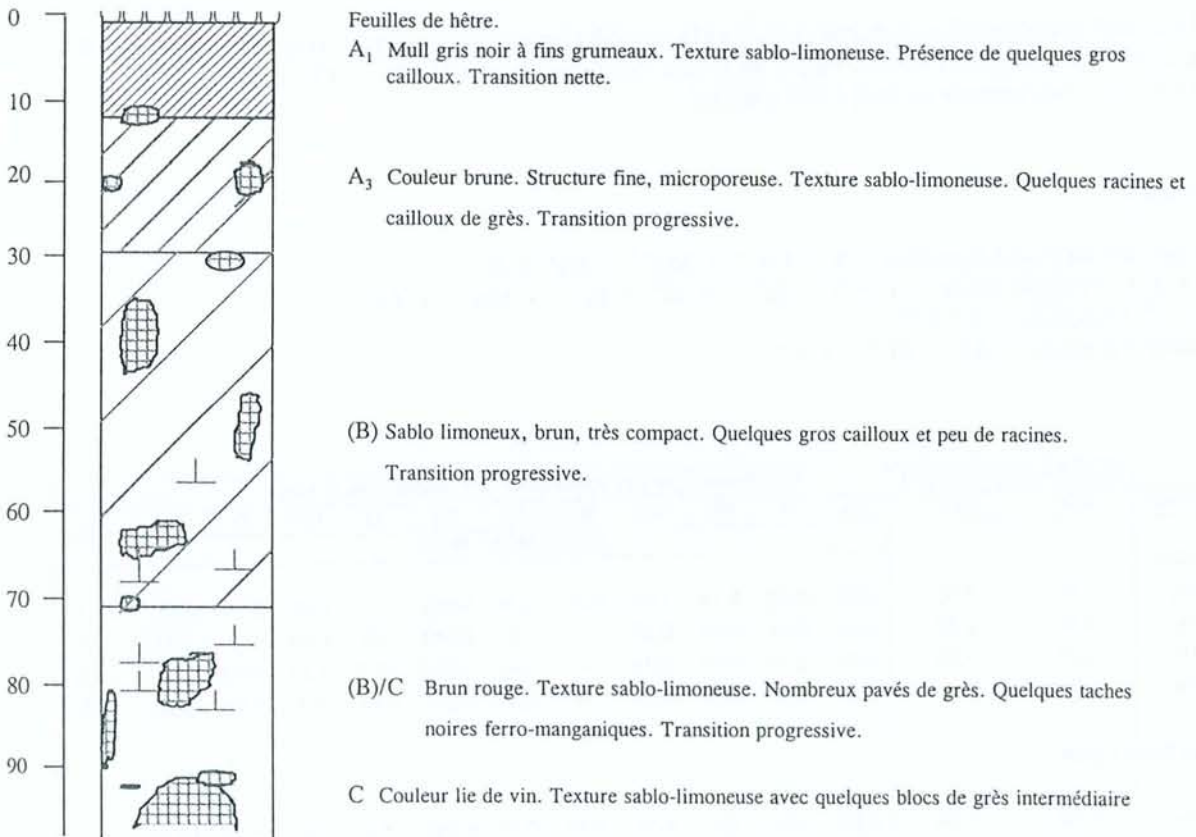 0
10
20
30
40
50
60
70
80
90
Feuilles de hêtre.
A₁ Mull gris noir à fins grumeaux. Texture sablo-limoneuse. Présence de quelques gros
cailloux. Transition nette.
A₃ Couleur brune. Structure fine, microporeuse. Texture sablo-limoneuse. Quelques racines et
cailloux de grès. Transition progressive.
(B) Sablo limoneux, brun, très compact. Quelques gros cailloux et peu de racines.
Transition progressive.
(B)/C Brun rouge. Texture sablo-limoneuse. Nombreux pavés de grès. Quelques taches
noires ferro-manganiques. Transition progressive.
C Couleur lie de vin. Texture sablo-limoneuse avec quelques blocs de grès intermédiaire